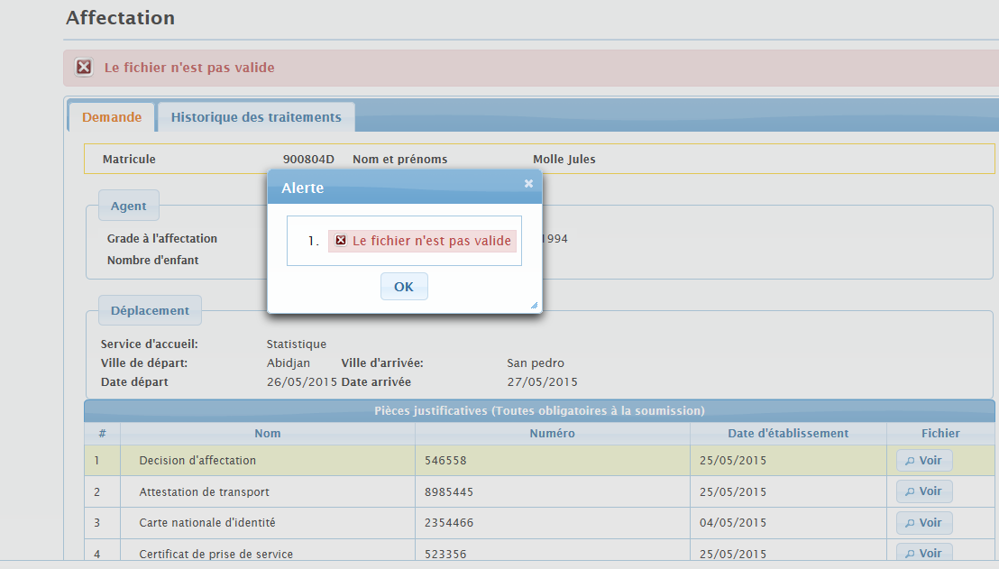 Affectation
Le fichier n'est pas valide
Demande Historique des traitements
Matricule 900804D Nom et prénoms Molle Jules
Alerte
Agent
1. Le fichier n'est pas valide
Grade à l'affectation 1994
Nombre d'enfant
OK
Déplacement
Service d'accueil: Statistique
Ville de départ: Abidjan Ville d'arrivée: San pedro
Date départ 26/05/2015 Date arrivée 27/05/2015
Pièces justificatives (Toutes obligatoires à la soumission)
# Nom Numéro Date d'établissement Fichier
1 Decision d'affectation 546558 25/05/2015 Voir
2 Attestation de transport 8985445 25/05/2015 Voir
3 Carte nationale d'identité 2354466 04/05/2015 Voir
4 Certificat de prise de service 523356 25/05/2015 Voir